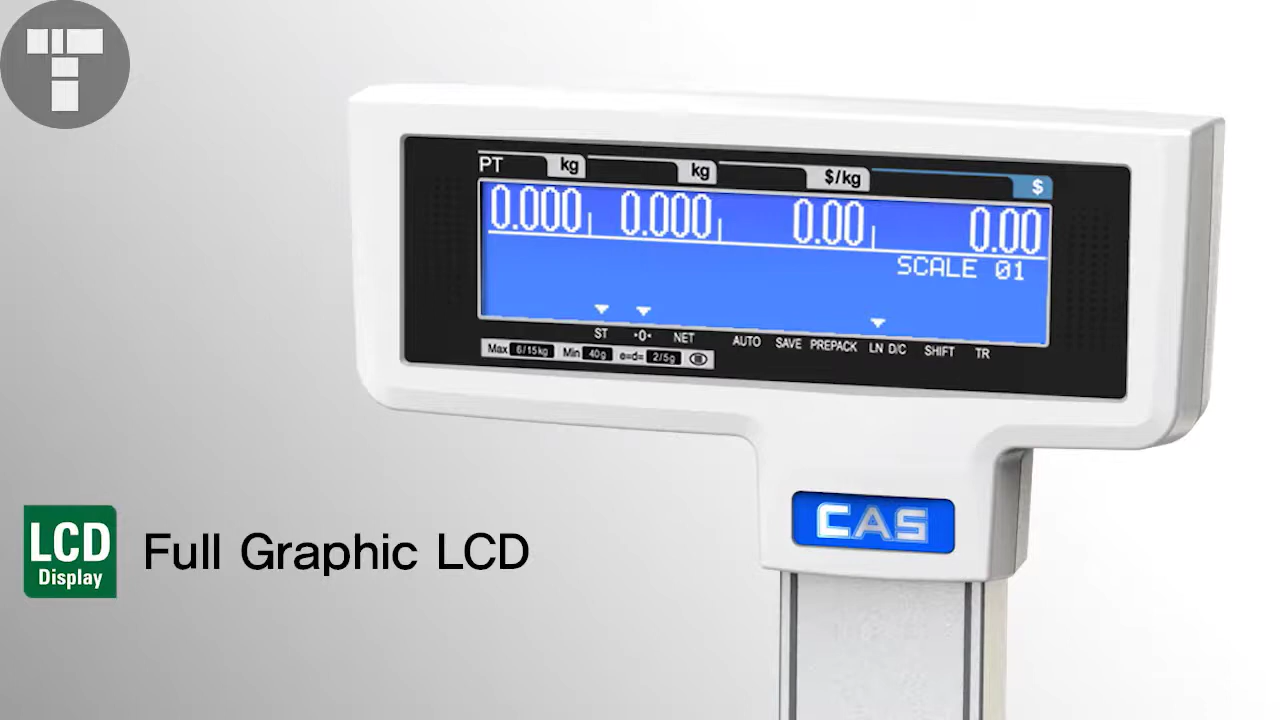 PT kg kg $/kg $
0.000 0.000 0.00 0.00
SCALE 01
ST •0• NET AUTO SAVE PREPACK LN D/C SHIFT TR
Max 6/15kg Min 40g e=d= 2/5g
CAS
LCD
Display
Full Graphic LCD
T